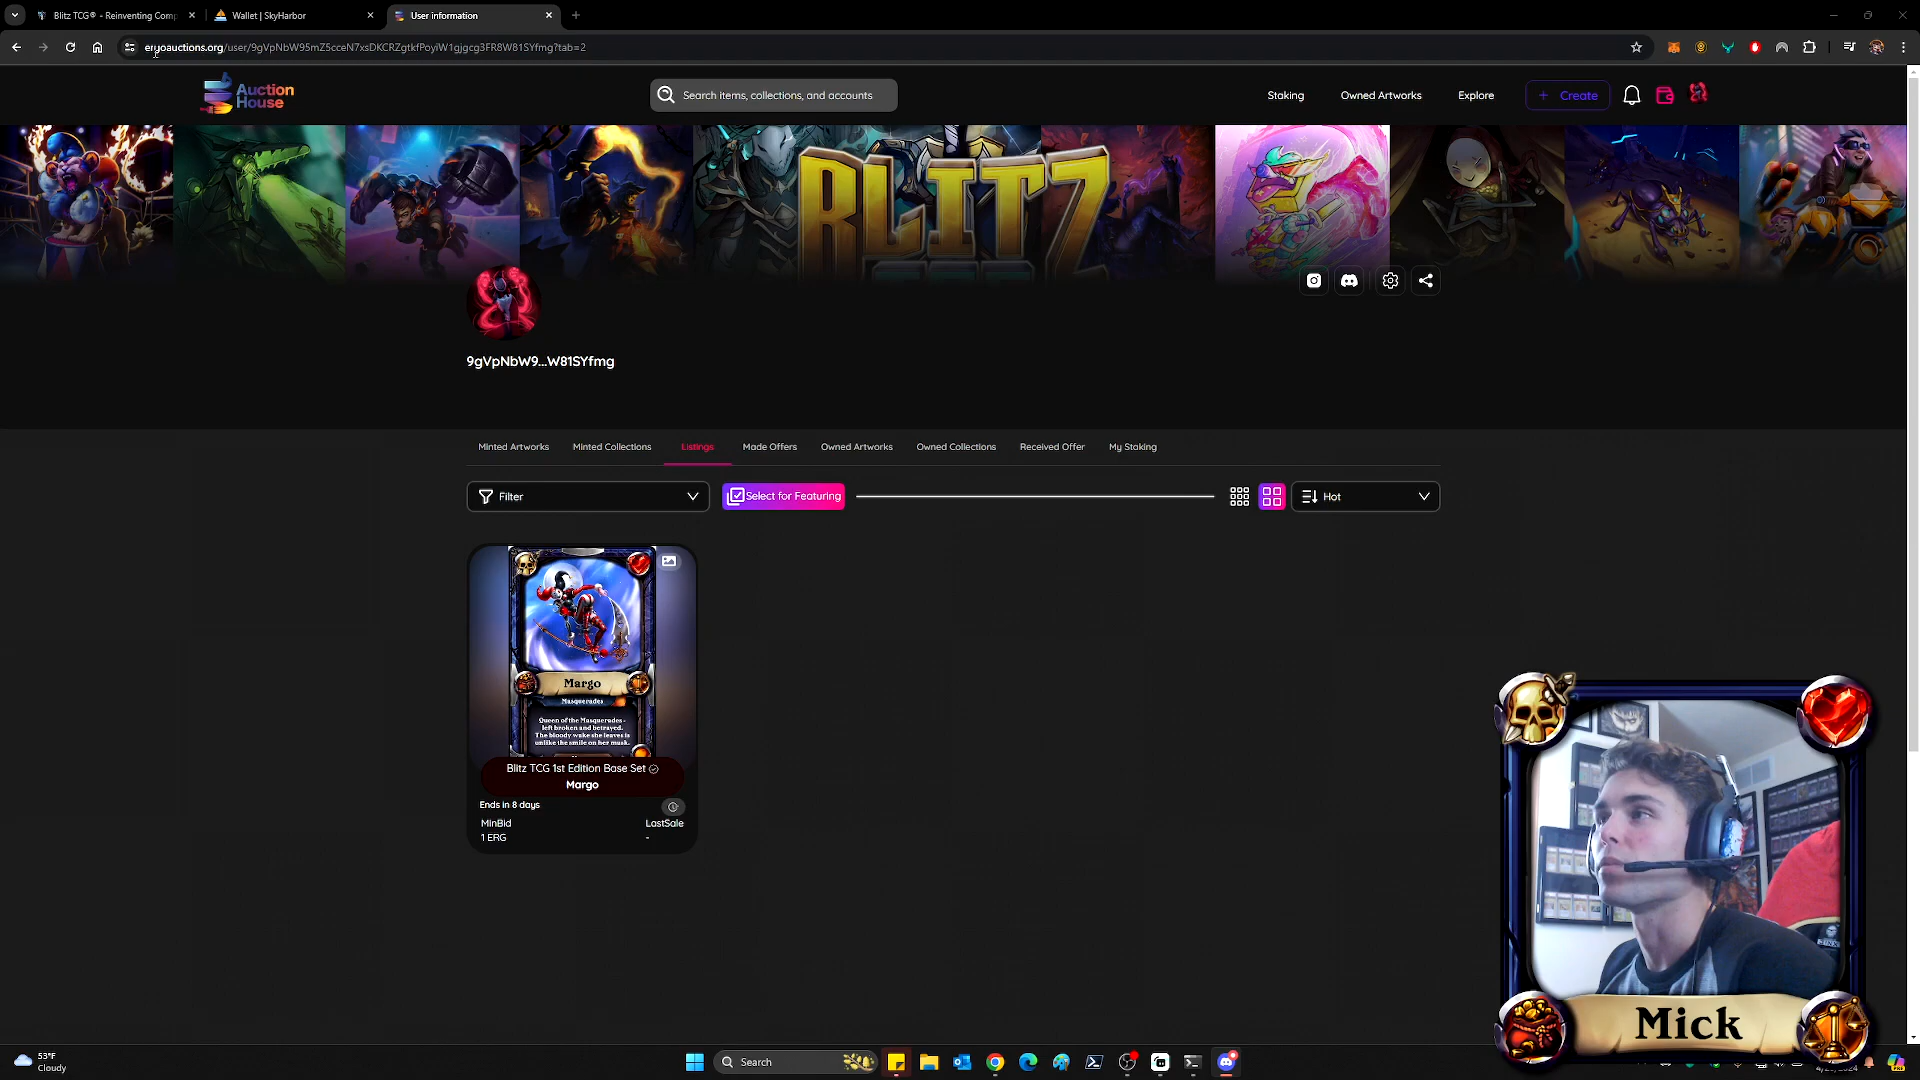 Blitz TCG® - Reinventing Comp
Wallet | SkyHarbor
User information
ergoauctions.org/user/9gVpNbW95mZ5cceN7xsDKCRZgtkfPoyiW1gjgcg3FR8W81SYfmg?tab=2
Auction House
Search items, collections, and accounts
Staking
Owned Artworks
Explore
+ Create
BLITZ
9gVpNbW9...W81SYfmg
Minted Artworks
Minted Collections
Listings
Made Offers
Owned Artworks
Owned Collections
Received Offer
My Staking
Filter
Select for Featuring
Hot
Margo
Masquerades
Queen of the Masquerades -
left broken and betrayed.
The bloody wake she leaves is
unlike the smile on her mask.
Blitz TCG 1st Edition Base Set
Margo
Ends in 8 days
MinBid
LastSale
1 ERG
-
Mick
53°F
Cloudy
Search